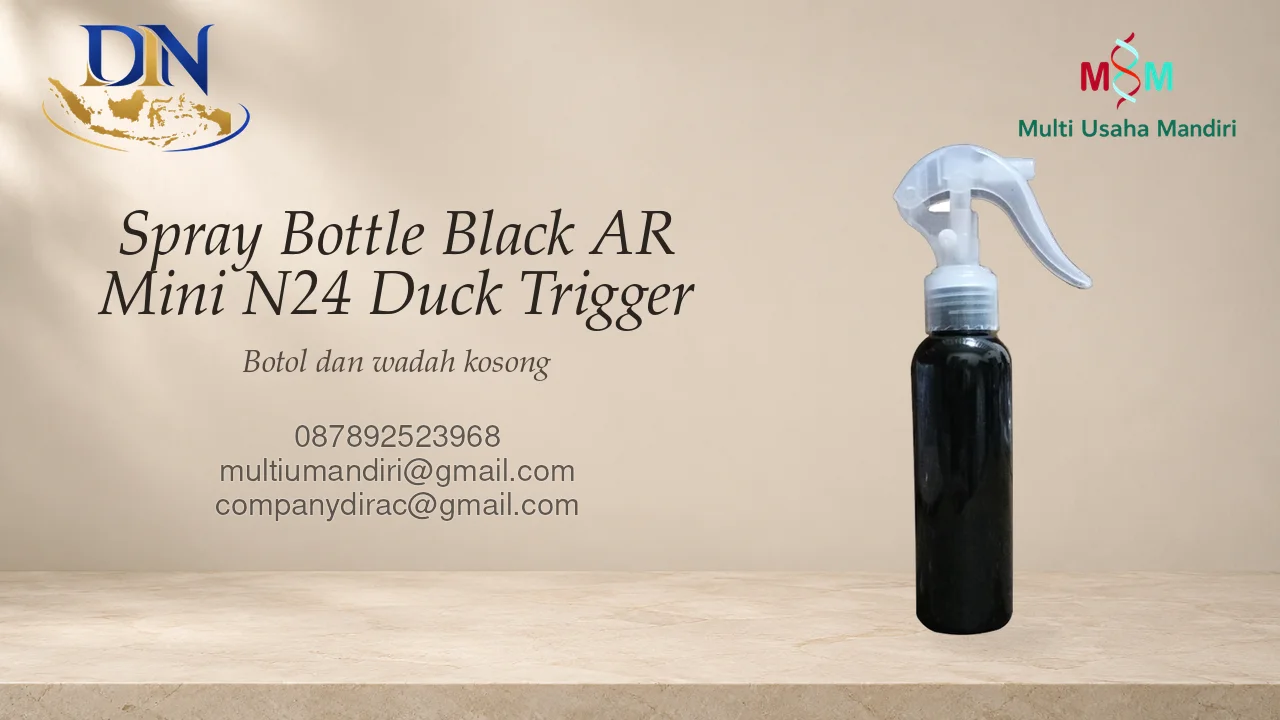 DN
M M
Multi Usaha Mandiri
Spray Bottle Black AR
Mini N24 Duck Trigger
Botol dan wadah kosong
087892523968
multiumandiri@gmail.com
companydirac@gmail.com